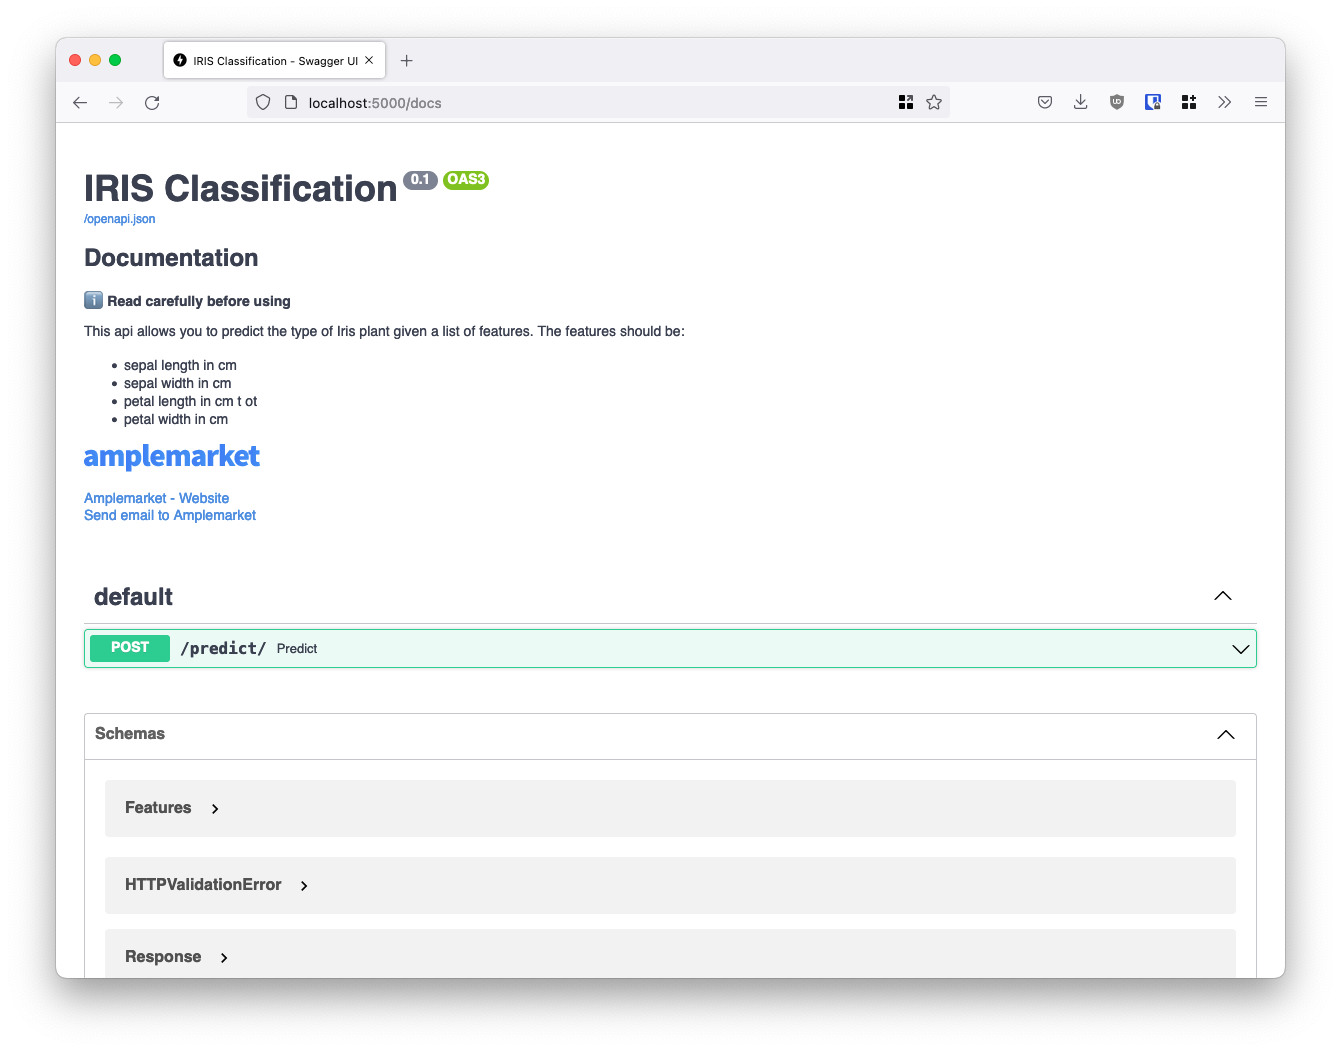 IRIS Classification - Swagger UI
localhost:5000/docs
IRIS Classification 0.1 OAS3
/openapi.json
Documentation
Read carefully before using
This api allows you to predict the type of Iris plant given a list of features. The features should be:
sepal length in cm
sepal width in cm
petal length in cm t ot
petal width in cm
amplemarket
Amplemarket - Website
Send email to Amplemarket
default
POST /predict/ Predict
Schemas
Features
HTTPValidationError
Response